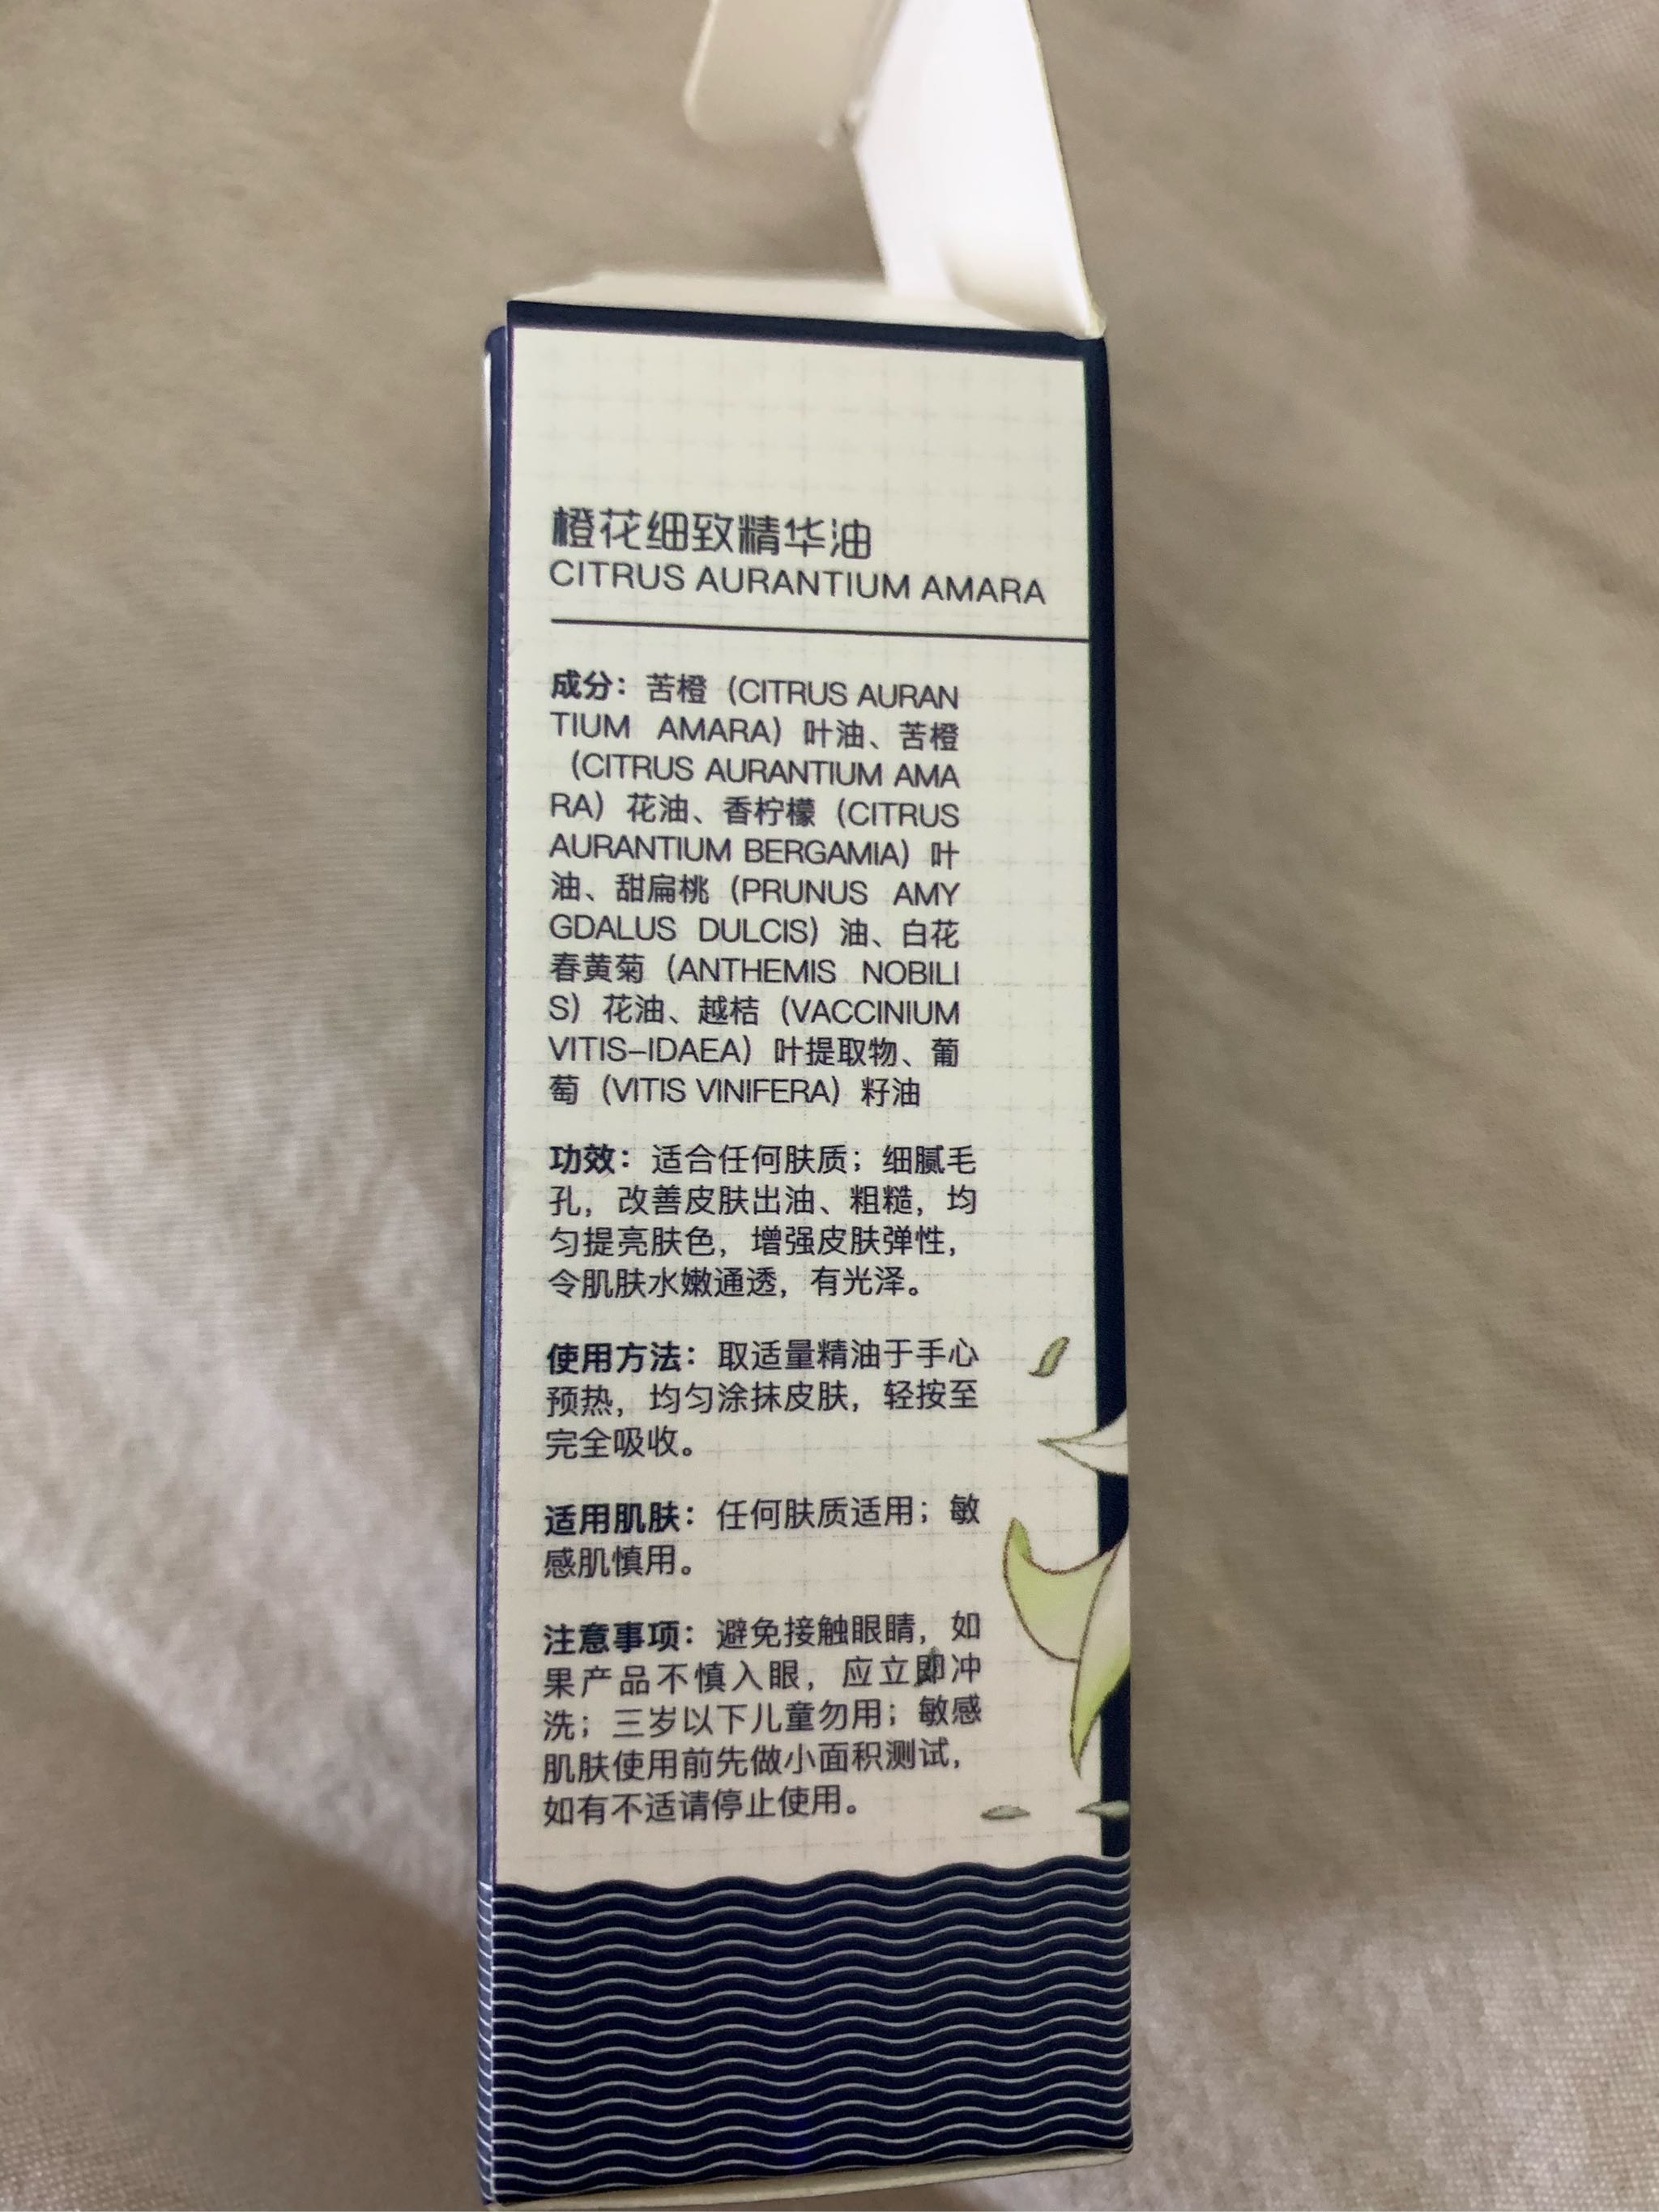 橙花细致精华油
CITRUS AURANTIUM AMARA
成分：苦橙（CITRUS AURAN
TIUM AMARA）叶油、苦橙
（CITRUS AURANTIUM AMA
RA）花油、香柠檬（CITRUS
AURANTIUM BERGAMIA）叶
油、甜扁桃（PRUNUS AMY
GDALUS DULCIS）油、白花
春黄菊（ANTHEMIS NOBILI
S）花油、越桔（VACCINIUM
VITIS-IDAEA）叶提取物、葡
萄（VITIS VINIFERA）籽油
功效：适合任何肤质；细腻毛
孔，改善皮肤出油、粗糙，均
匀提亮肤色，增强皮肤弹性，
令肌肤水嫩通透，有光泽。
使用方法：取适量精油于手心
预热，均匀涂抹皮肤，轻按至
完全吸收。
适用肌肤：任何肤质适用；敏
感肌慎用。
注意事项：避免接触眼睛，如
果产品不慎入眼，应立即冲
洗；三岁以下儿童勿用；敏感
肌肤使用前先做小面积测试，
如有不适请停止使用。